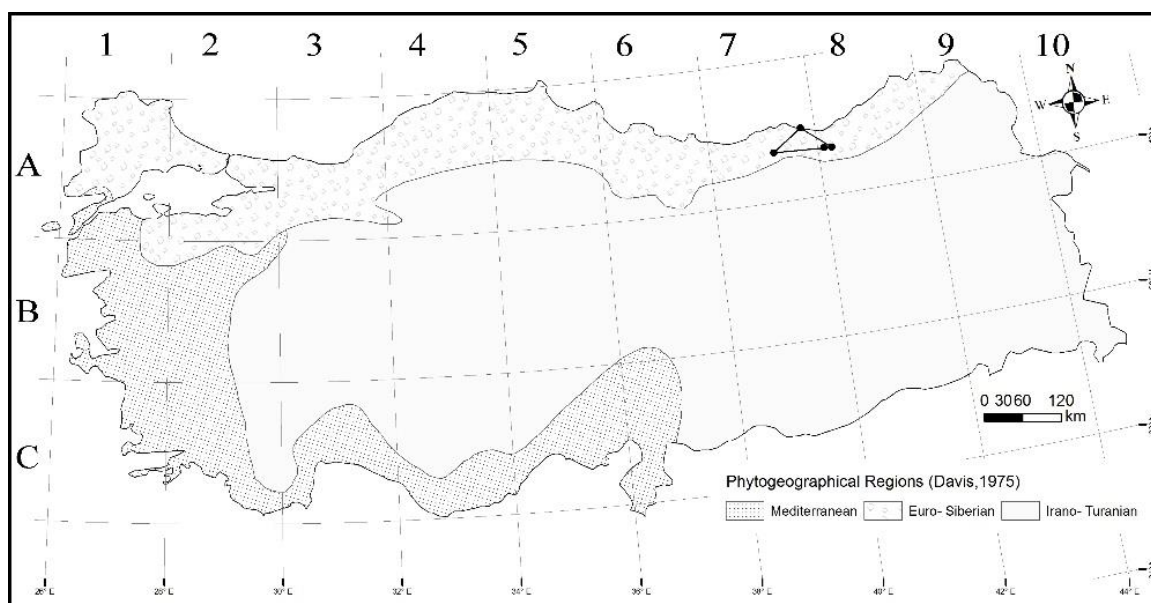 1 2 3 4 5 6 7 8 9 10
N
W E
S
A
B
C
0 30 60 120
km
Phytogeographical Regions (Davis,1975)
Mediterranean Euro- Siberian Irano- Turanian
26° E 28° E 30° E 32° E 34° E 36° E 38° E 40° E 42° E 44° E